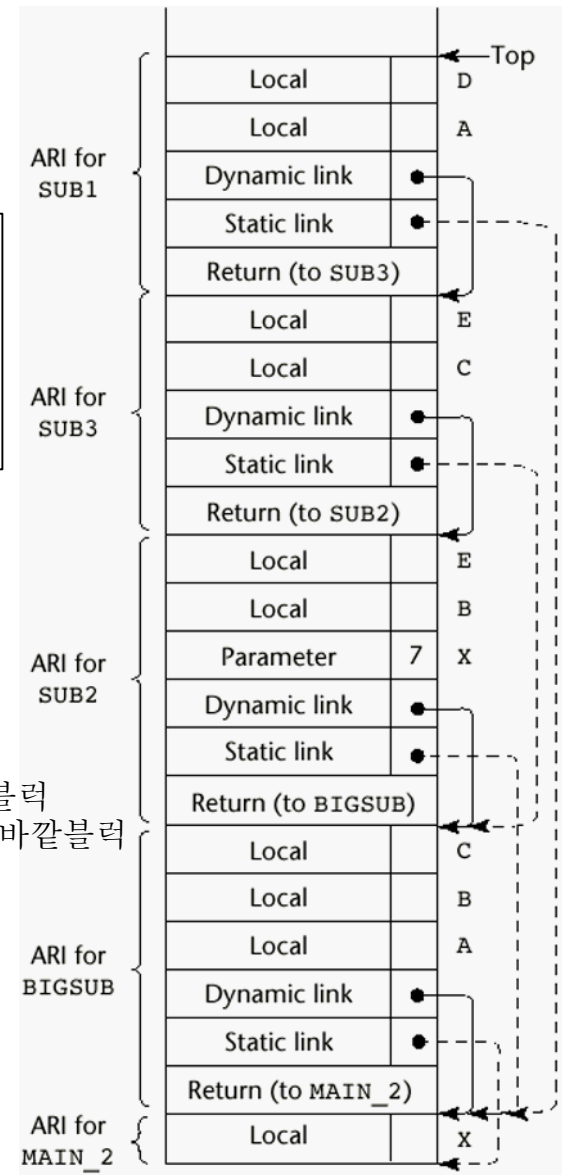 Top
Local D
Local A
ARI for
SUB1
Dynamic link
Static link
Return (to SUB3)
Local E
Local C
ARI for
SUB3
Dynamic link
Static link
Return (to SUB2)
Local E
Local B
Parameter 7 X
ARI for
SUB2
Dynamic link
Static link
Return (to BIGSUB)
블럭
바깥블럭
Local C
Local B
Local A
ARI for
BIGSUB
Dynamic link
Static link
Return (to MAIN_2)
ARI for
MAIN_2
Local X